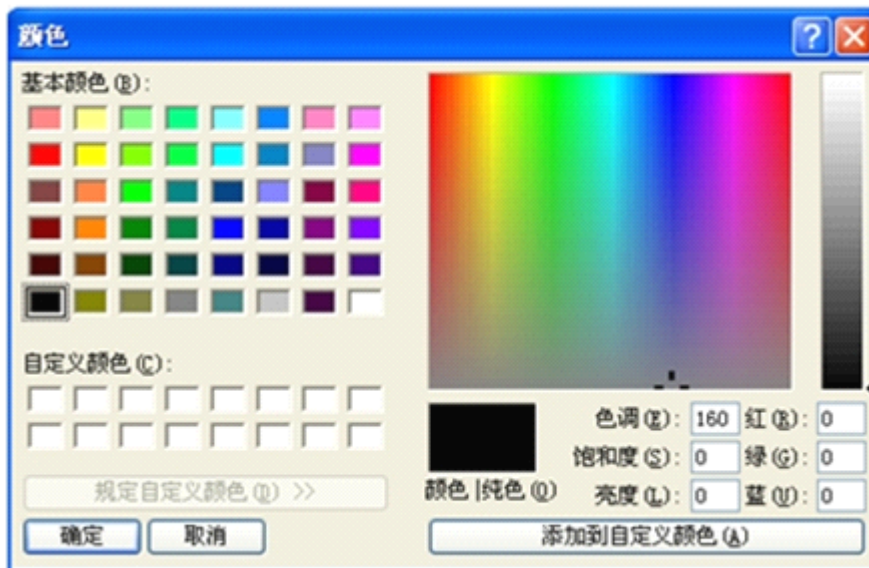 颜色
基本颜色(B):
自定义颜色(C):
规定自定义颜色(D) >>
确定 取消
色调(E): 160 红(R): 0
饱和度(S): 0 绿(G): 0
颜色|纯色(O) 亮度(L): 0 蓝(U): 0
添加到自定义颜色(A)